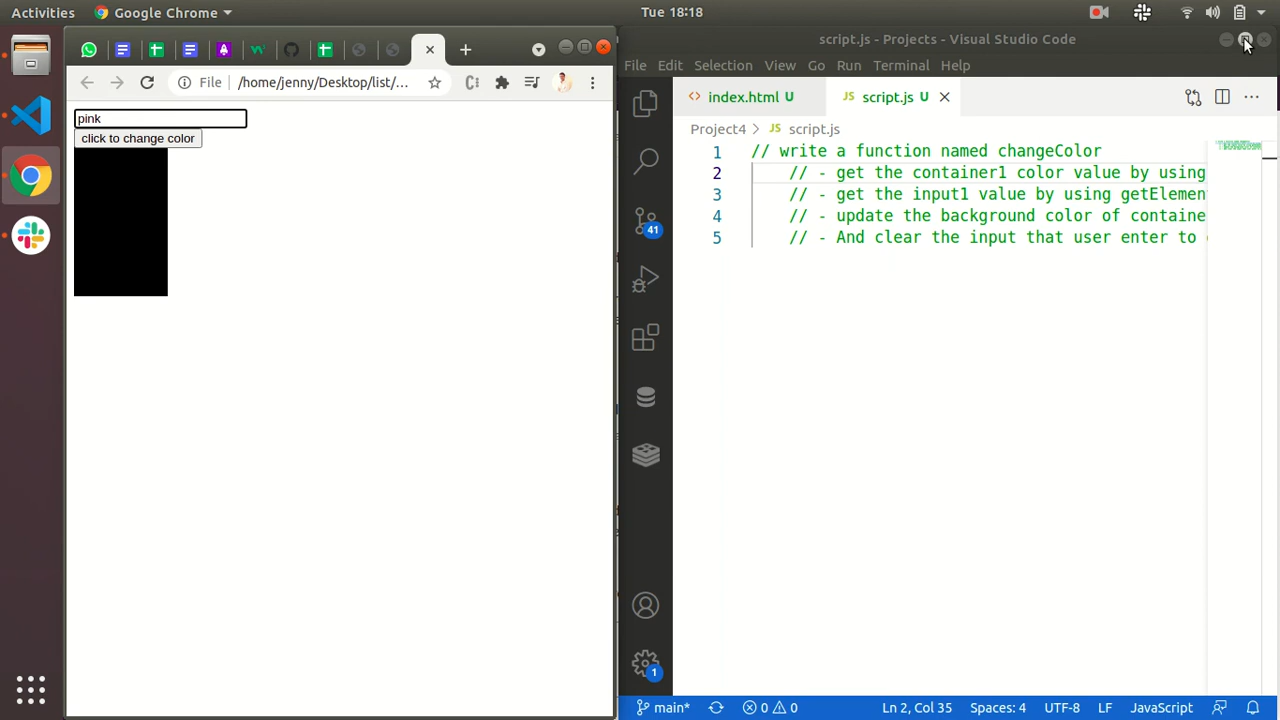 Activities
Google Chrome
Tue 18:18
File
/home/jenny/Desktop/list/...
pink
click to change color
script.js - Projects - Visual Studio Code
File Edit Selection View Go Run Terminal Help
index.html U
JS script.js U
Project4 > JS script.js
1 // write a function named changeColor
2 // - get the container1 color value by using
3 // - get the input1 value by using getElemen
4 // - update the background color of containe
5 // - And clear the input that user enter to
41
1
main*
0 0
Ln 2, Col 35
Spaces: 4
UTF-8
LF
JavaScript